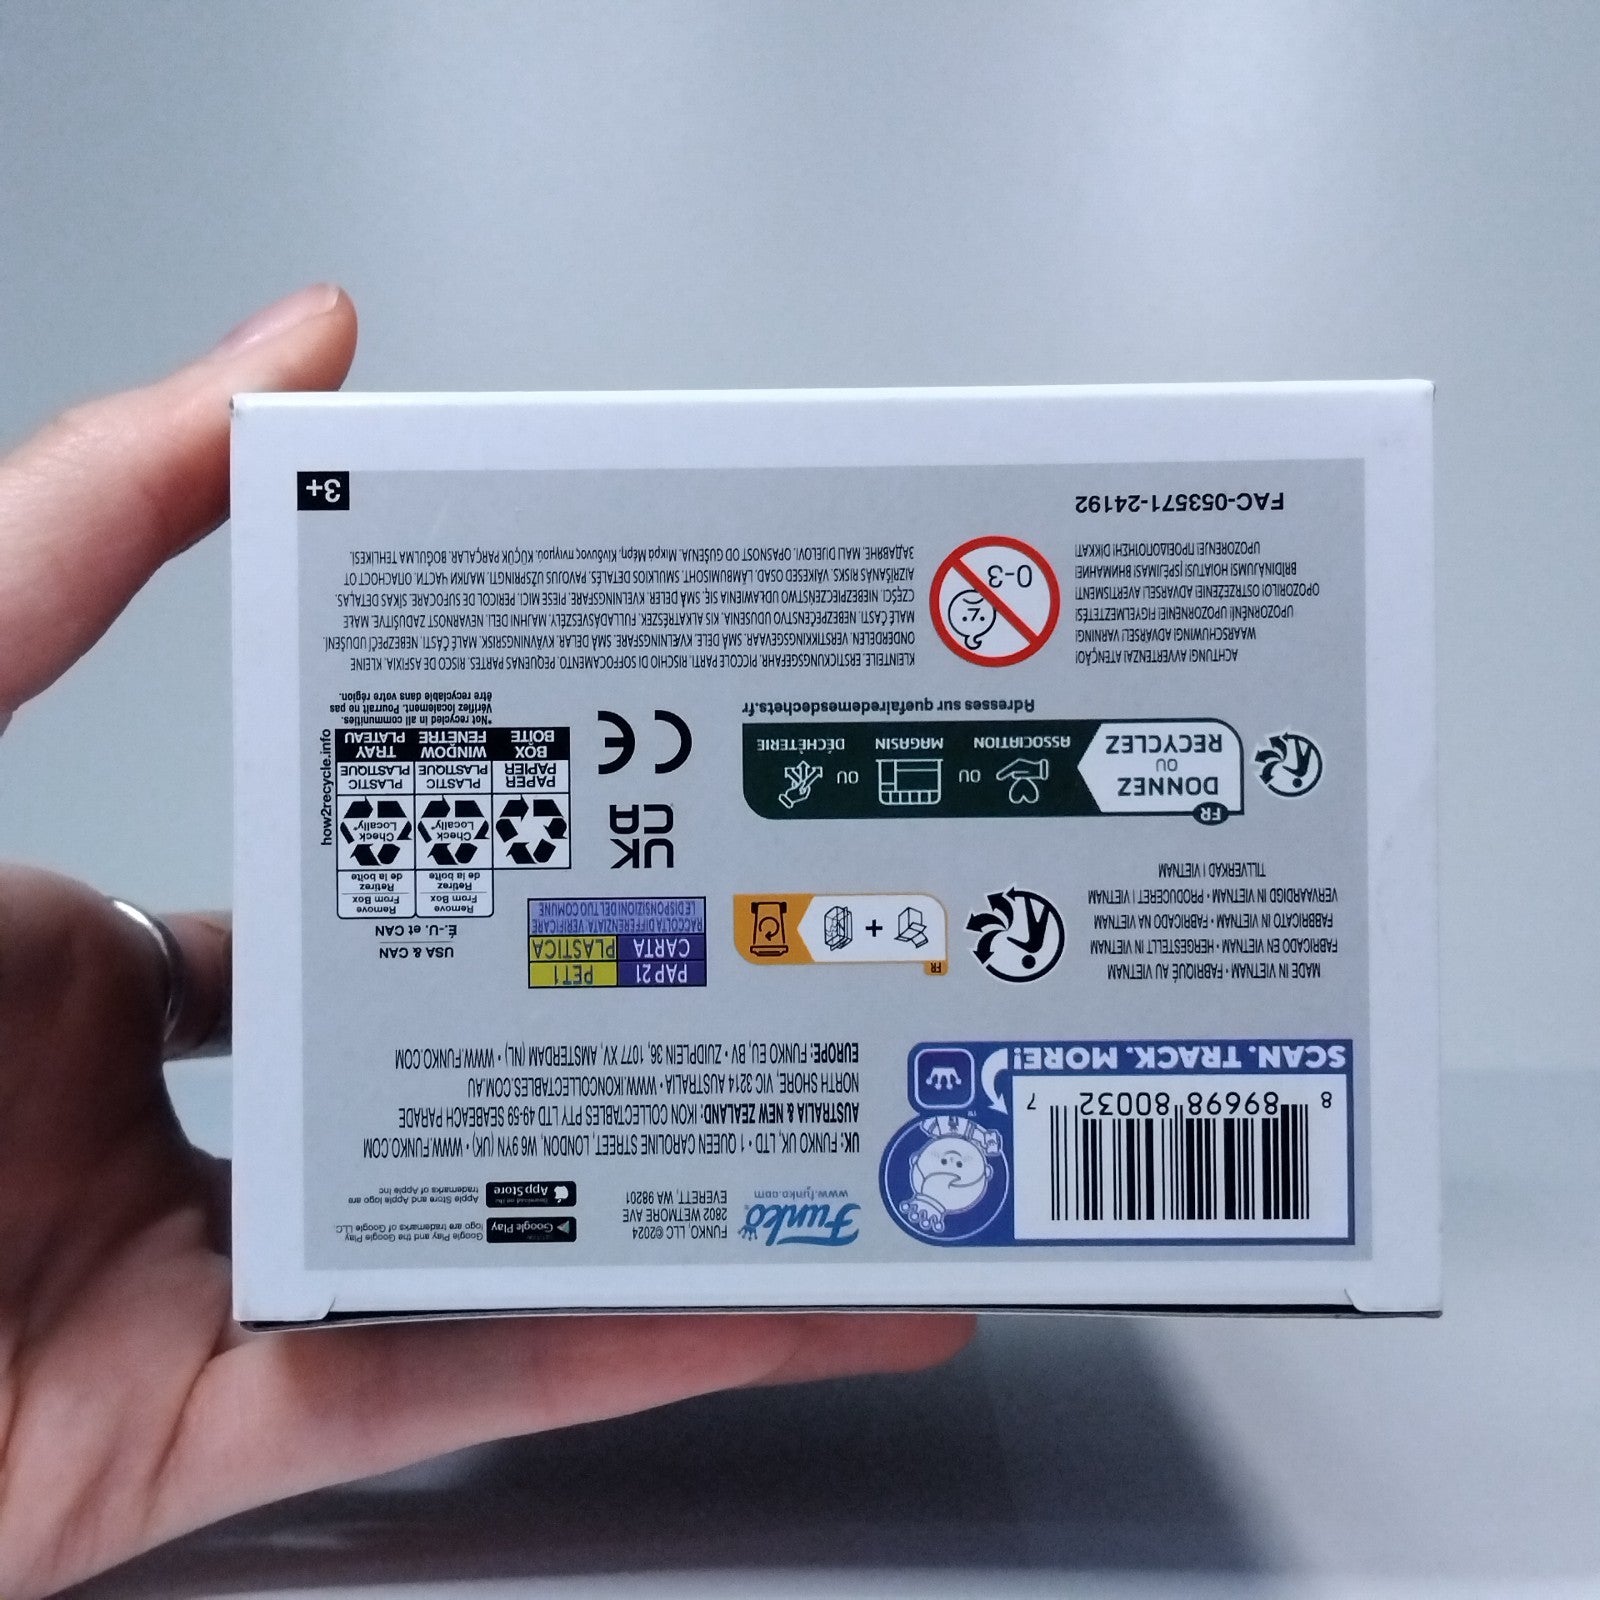 8 89698 80032 7
SCAN. TRACK. MORE!
Funko
www.funko.com
FUNKO, LLC ©2024
2802 WETMORE AVE
EVERETT, WA 98201
Google Play
Google Play and the Google Play
logo are trademarks of Google LLC.
Download on the
App Store
Apple Store and Apple logo are
trademarks of Apple Inc
UK: FUNKO UK, LTD • 1 QUEEN CAROLINE STREET, LONDON, W6 9YN (UK) • WWW.FUNKO.COM
AUSTRALIA & NEW ZEALAND: IKON COLLECTABLES PTY LTD 49-59 SEABEACH PARADE
NORTH SHORE, VIC 3214 AUSTRALIA • WWW.IKONCOLLECTABLES.COM.AU
EUROPE: FUNKO EU, BV • ZUIDPLEIN 36, 1077 XV, AMSTERDAM (NL) • WWW.FUNKO.COM
MADE IN VIETNAM • FABRIQUÉ AU VIETNAM
FABRICADO EN VIETNAM • HERGESTELLT IN VIETNAM
FABBRICATO IN VIETNAM • FABRICADO NA VIETNAM
VERVAARDIGD IN VIETNAM • PRODUCERET I VIETNAM
TILLVERKAD I VIETNAM
FR
+
PAP 21
PET 1
CARTA
PLASTICA
RACCOLTA DIFFERENZIATA. VERIFICARE
LE DISPOSIZIONI DEL TUO COMUNE
USA & CAN
É.-U. et CAN
Remove
From Box
Retirez
de la boîte
Remove
From Box
Retirez
de la boîte
Check
Locally*
Check
Locally*
PAPER
PAPIER
PLASTIC
PLASTIQUE
PLASTIC
PLASTIQUE
BOX
BOÎTE
WINDOW
FENÊTRE
TRAY
PLATEAU
how2recycle.info
*Not recycled in all communities.
Vérifiez localement. Pourrait ne pas
être recyclable dans votre région.
UK
CA
CE
FR
DONNEZ
OU
RECYCLEZ
ASSOCIATION
OU
MAGASIN
OU
DÉCHÈTERIE
Adresses sur quefairedemesdechets.fr
ACHTUNG! AVVERTENZA! ATENÇÃO!
WAARSCHUWING! ADVARSEL! VARNING!
UPOZORNĚNÍ! UPOZORNENIE! FIGYELMEZTETÉS!
OPOZORILO! OSTRZEŻENIE! ADVARSEL! AVERTISMENT!
BRĪDINĀJUMS! HOIATUS! ĮSPĖJIMAS! ВНИМАНИЕ!
UPOZORENJE! ΠΡΟΕΙΔΟΠΟΙΗΣΗ! DIKKAT!
0-3
KLEINTEILE. ERSTICKUNGSGEFAHR. PICCOLE PARTI. RISCHIO DI SOFFOCAMENTO. PEQUENAS PARTES. RISCO DE ASFIXIA. KLEINE
ONDERDELEN. VERSTIKKINGSGEVAAR. SMÅ DELE. KVÆLNINGSFARE. SMÅ DELAR. KVÄVNINGSRISK. MALÉ ČÁSTI. NEBEZPEČÍ UDUŠENÍ.
MALÉ ČASTI. NEBEZPEČENSTVO UDUSENIA. KIS ALKATRÉSZEK. FULLADÁSVESZÉLY. MAJHNI DELI. NEVARNOST ZADUŠITVE. MAŁE
CZĘŚCI. NIEBEZPIECZEŃSTWO UDŁAWIENIA SIĘ. SMÅ DELER. KVELNINGSFARE. PIESE MICI. PERICOL DE SUFOCARE. SĪKAS DETAĻAS.
AIZRĪŠANĀS RISKS. VÄIKESED OSAD. LÄMBUMISOHT. SMULKIOS DETALĖS. PAVOJUS UŽSPRINGTI. МАЛКИ ЧАСТИ. ОПАСНОСТ ОТ
ЗАДАВЯНЕ. MALI DIJELOVI. OPASNOST OD GUŠENJA. Μικρά Μέρη. Κίνδυνος πνιγμού. KÜÇÜK PARÇALAR. BOĞULMA TEHLİKESİ.
FAC-053571-24192
3+